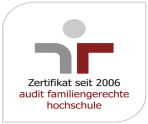 Zertifikat seit 2006
audit familiengerechte
hochschule